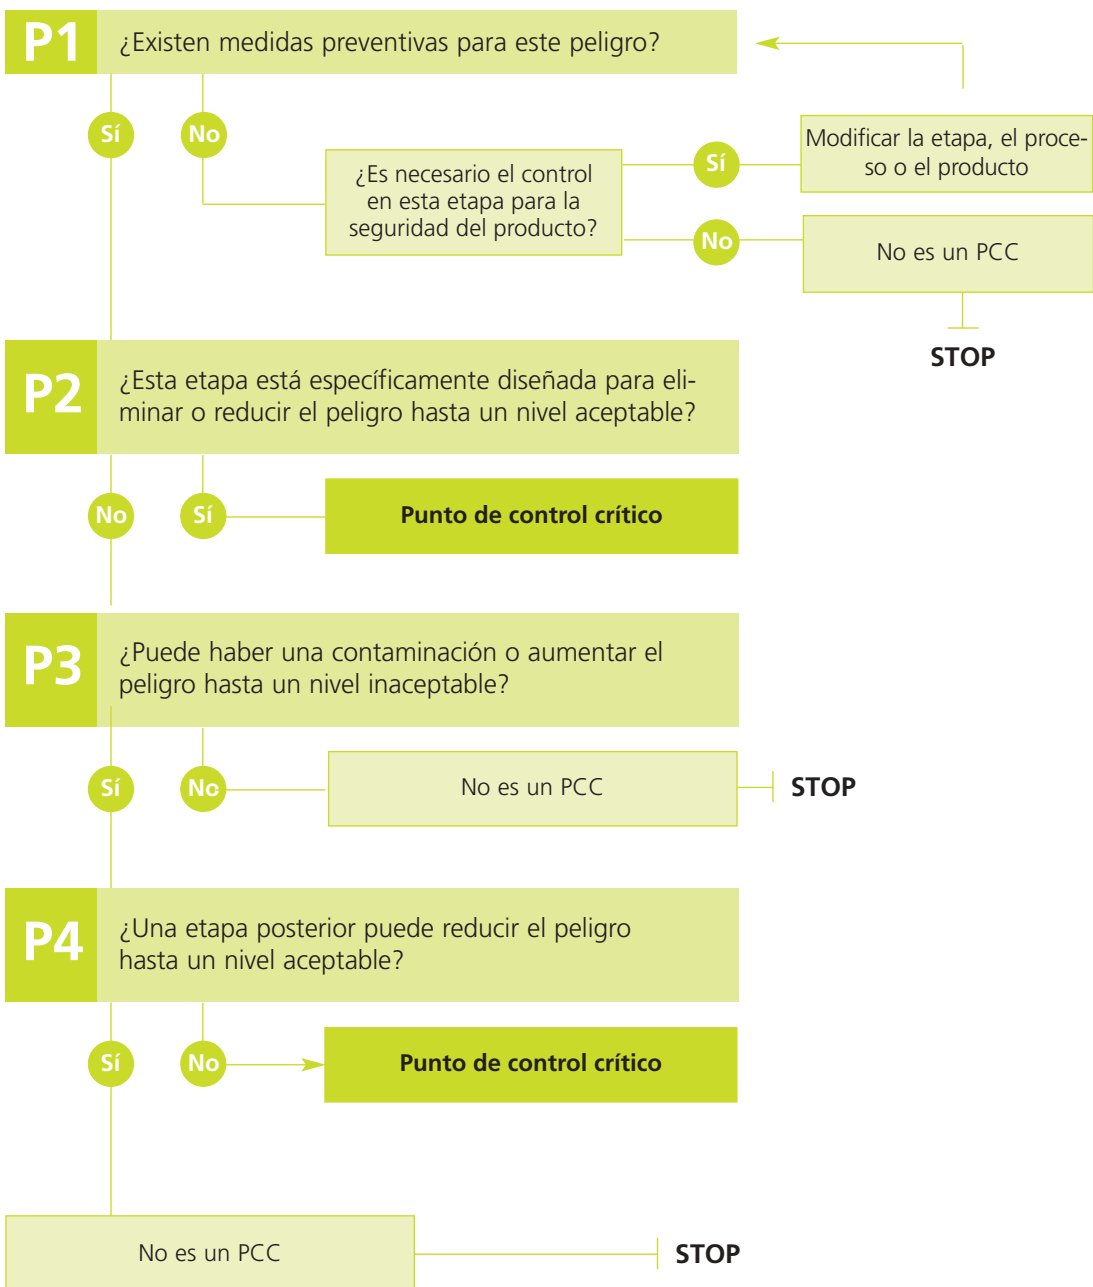 P1
¿Existen medidas preventivas para este peligro?
Sí
No
¿Es necesario el control
en esta etapa para la
seguridad del producto?
Sí
Modificar la etapa, el proce-
so o el producto
No
No es un PCC
STOP
P2
¿Esta etapa está específicamente diseñada para eli-
minar o reducir el peligro hasta un nivel aceptable?
No
Sí
Punto de control crítico
P3
¿Puede haber una contaminación o aumentar el
peligro hasta un nivel inaceptable?
Sí
No
No es un PCC
STOP
P4
¿Una etapa posterior puede reducir el peligro
hasta un nivel aceptable?
Sí
No
Punto de control crítico
No es un PCC
STOP